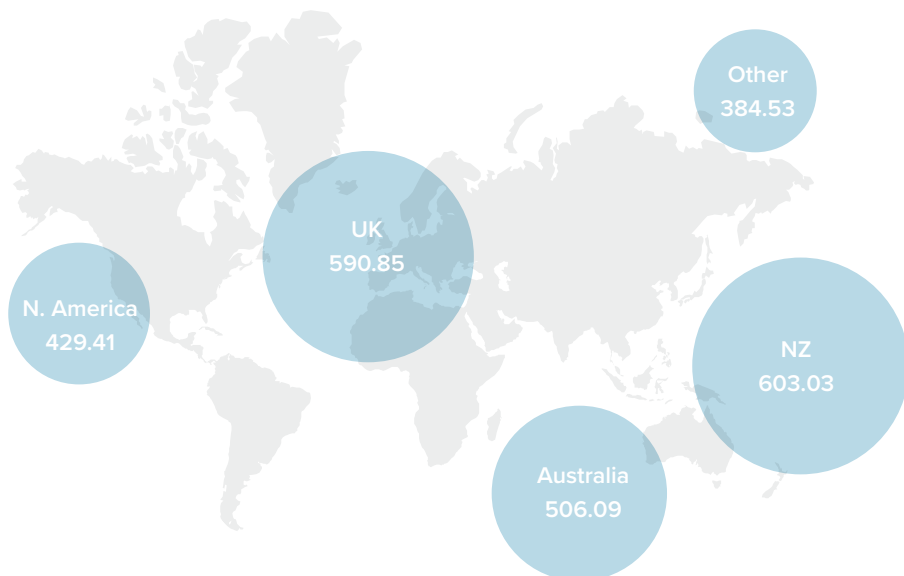 Other
384.53
UK
590.85
N. America
429.41
NZ
603.03
Australia
506.09